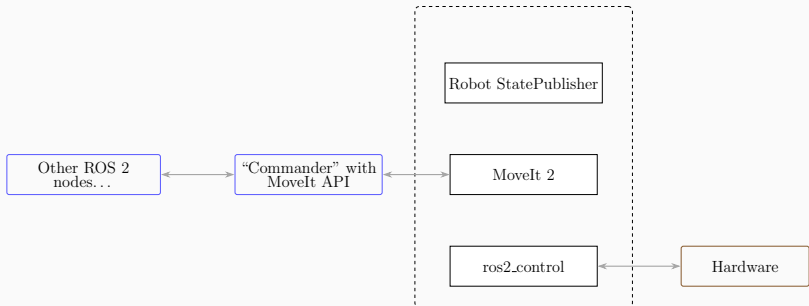 Robot StatePublisher
Other ROS 2
nodes...
“Commander” with
MoveIt API
MoveIt 2
ros2_control
Hardware